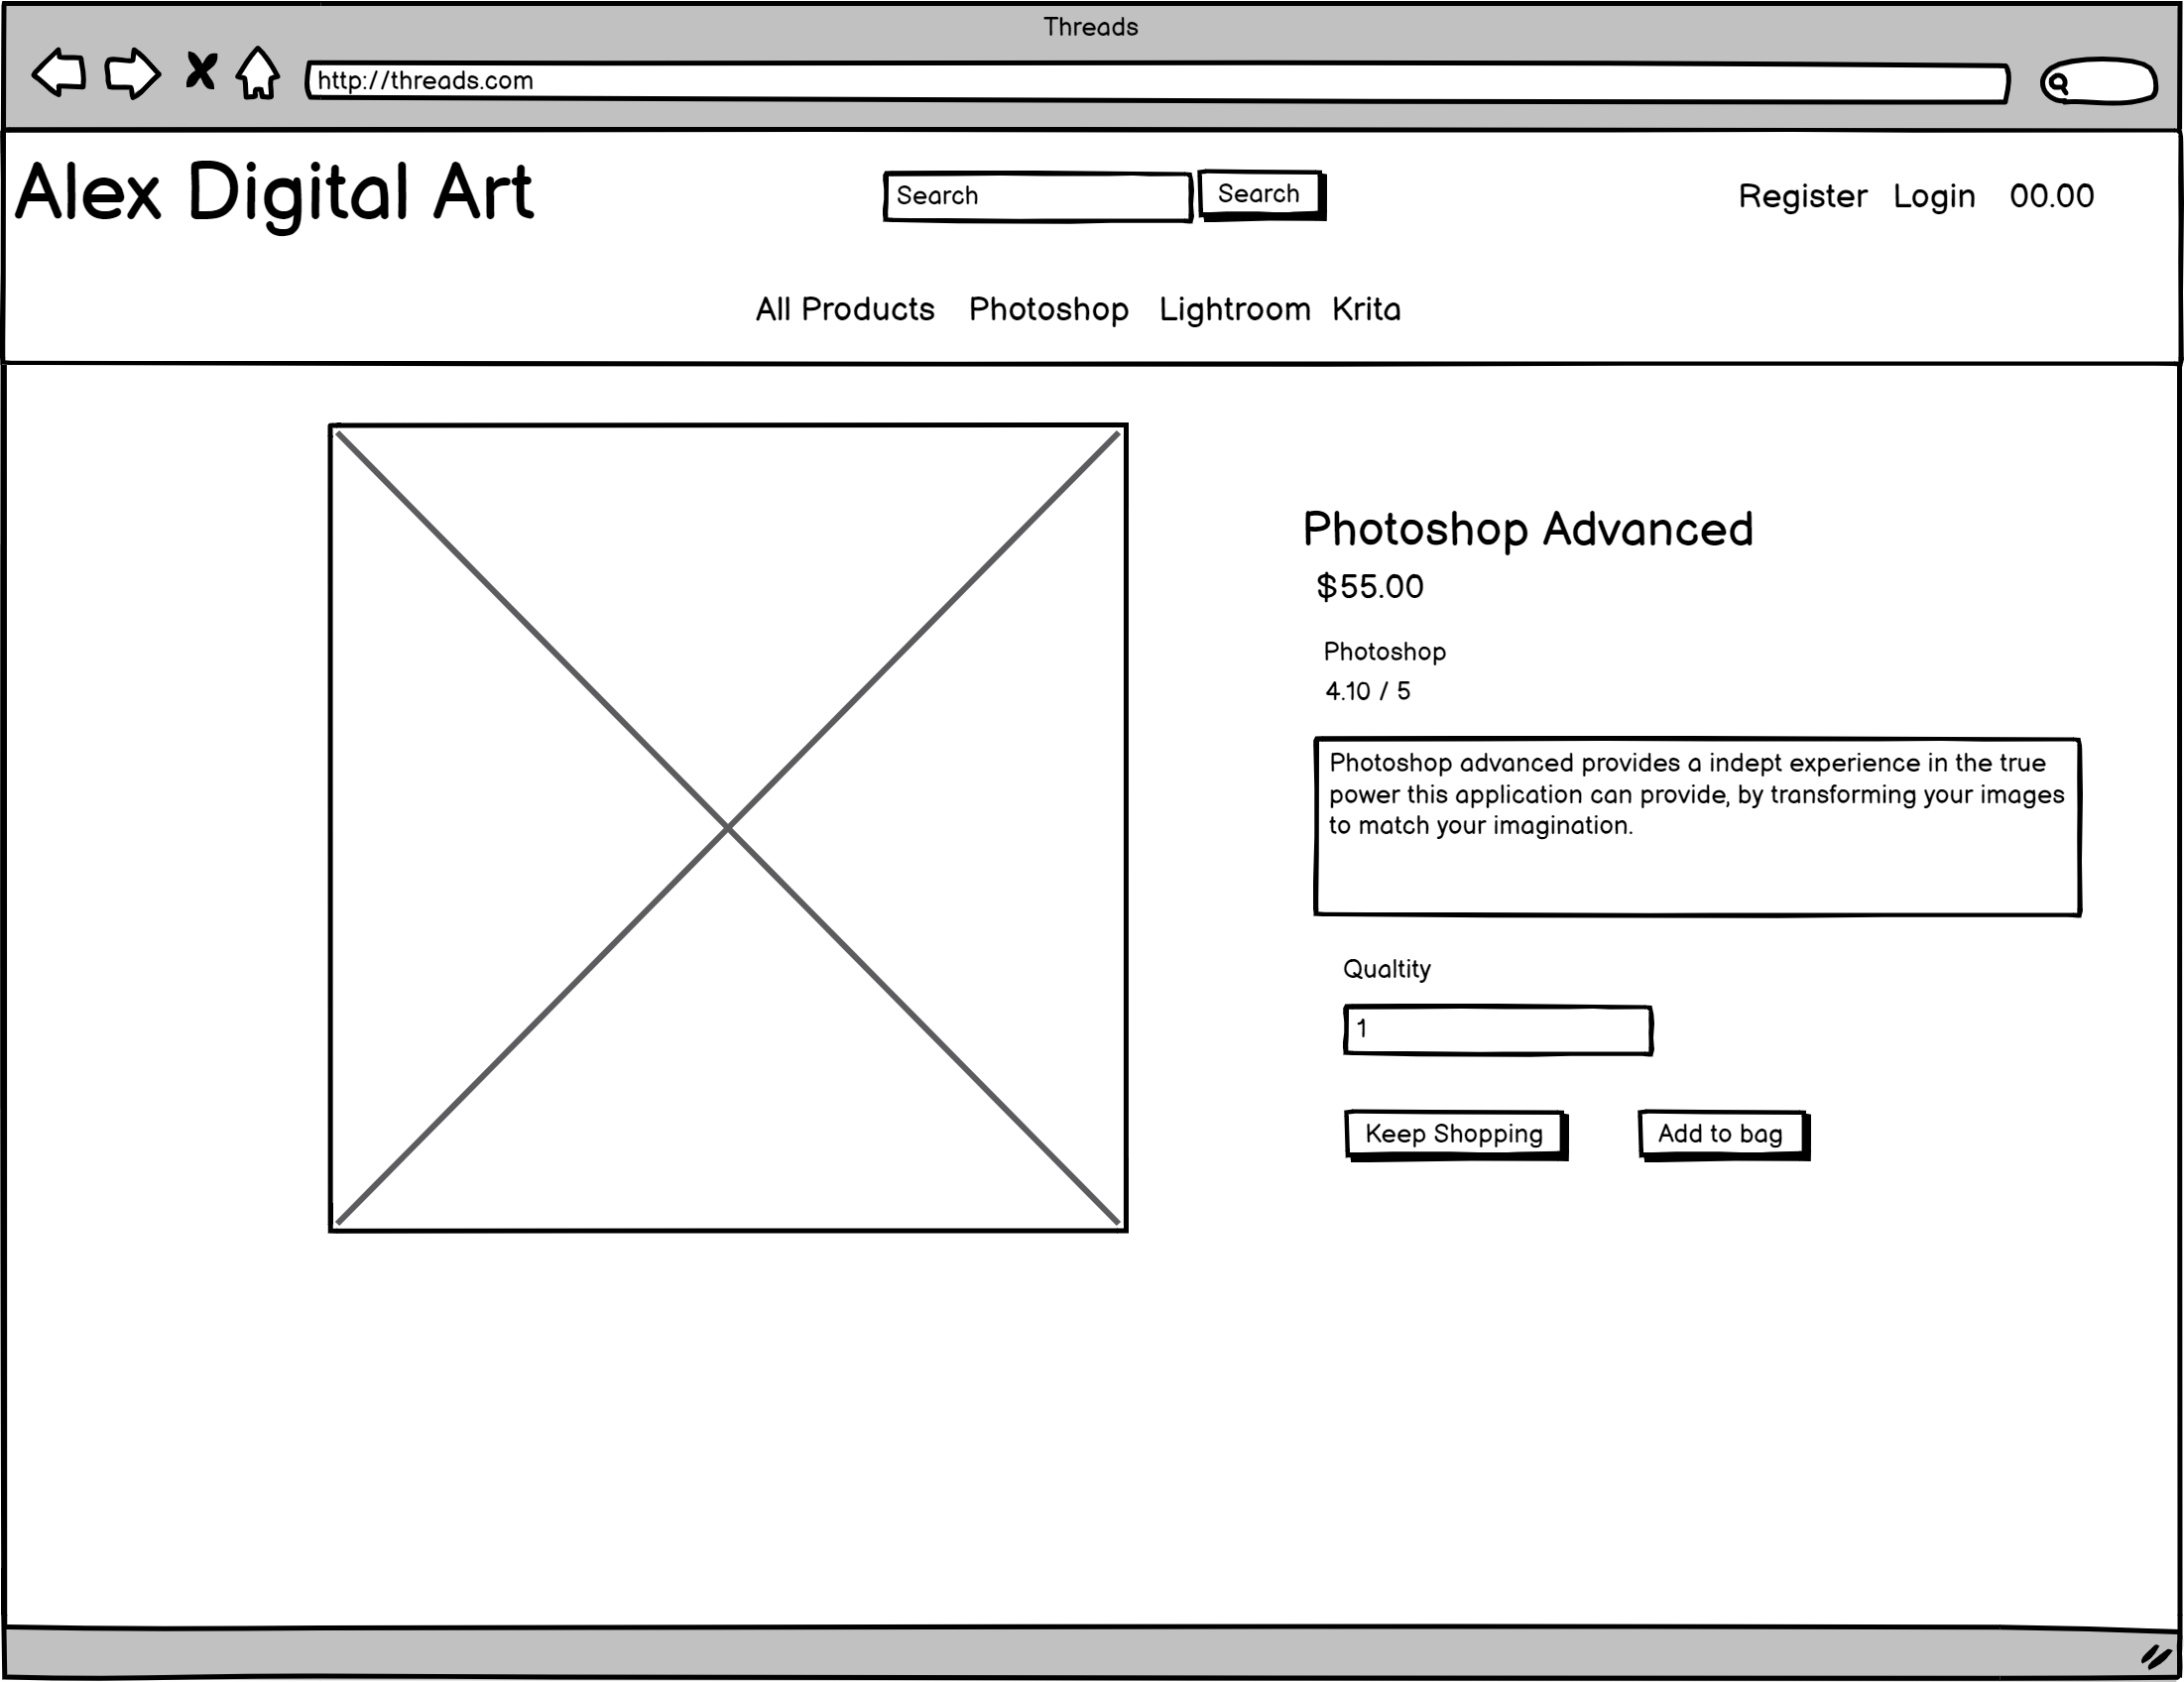 Threads
http://threads.com
Alex Digital Art
Search
Search
Register Login 00.00
All Products Photoshop Lightroom Krita
Photoshop Advanced
$55.00
Photoshop
4.10 / 5
Photoshop advanced provides a indept experience in the true
power this application can provide, by transforming your images
to match your imagination.
Qualtity
1
Keep Shopping
Add to bag